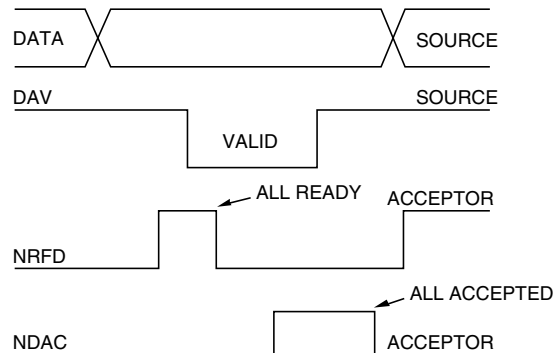 DATA SOURCE
DAV SOURCE
VALID
ALL READY
ACCEPTOR
NRFD
ALL ACCEPTED
NDAC ACCEPTOR